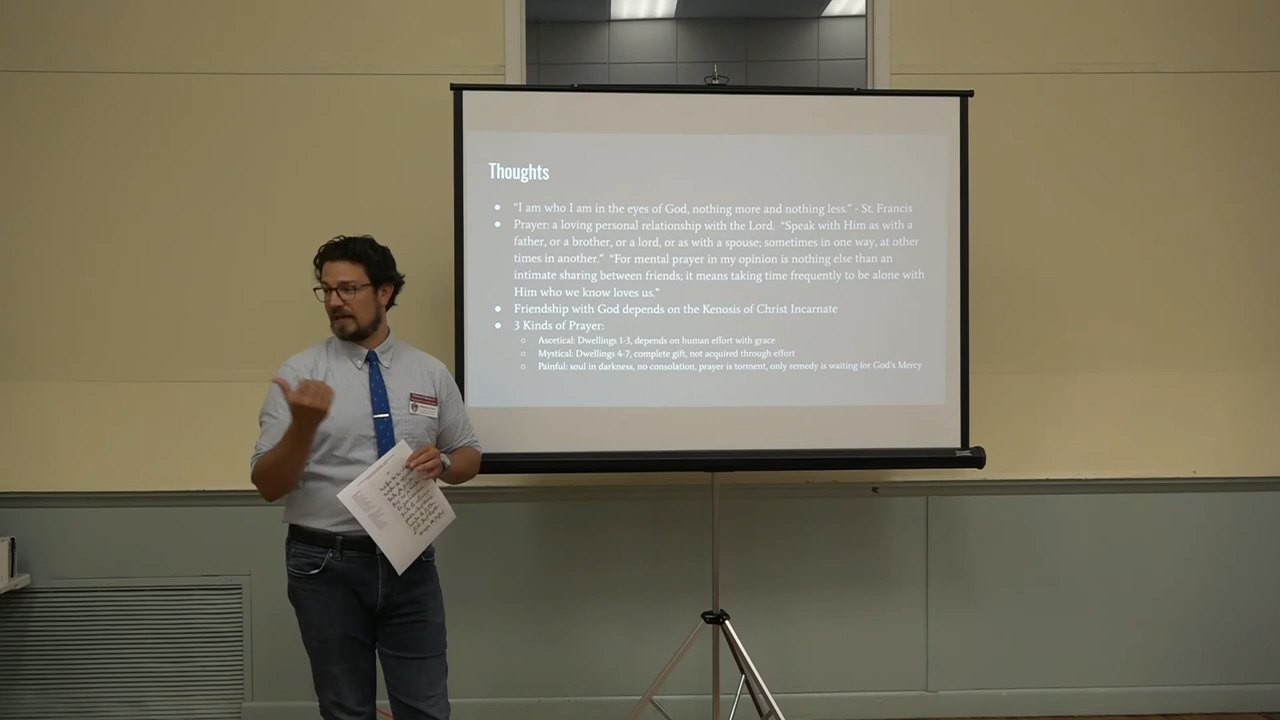 Thoughts
● "I am who I am in the eyes of God, nothing more and nothing less." - St. Francis
● Prayer: a loving personal relationship with the Lord. "Speak with Him as with a
father, or a brother, or a lord, or as with a spouse; sometimes in one way, at other
times in another." "For mental prayer in my opinion is nothing else than an
intimate sharing between friends; it means taking time frequently to be alone with
Him who we know loves us."
● Friendship with God depends on the Kenosis of Christ Incarnate
● 3 Kinds of Prayer:
○ Ascetical: Dwellings 1-3, depends on human effort with grace
○ Mystical: Dwellings 4-7, complete gift, not acquired through effort
○ Painful: soul in darkness, no consolation, prayer is torment, only remedy is waiting for God's Mercy